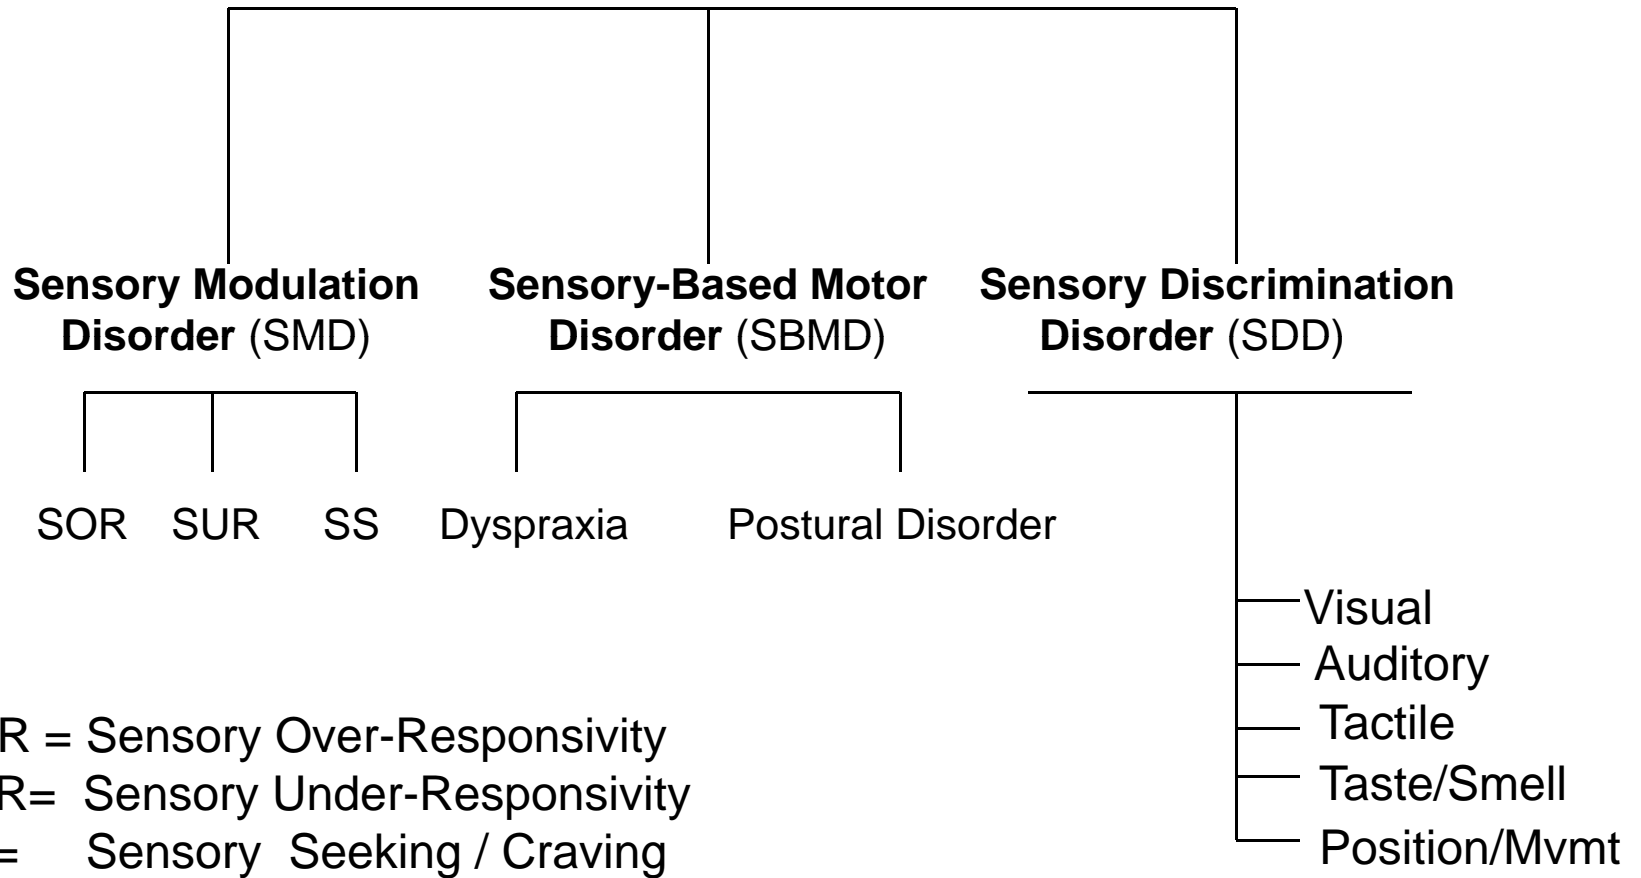 Sensory Modulation
Disorder (SMD)
Sensory-Based Motor
Disorder (SBMD)
Sensory Discrimination
Disorder (SDD)
SOR SUR SS Dyspraxia Postural Disorder
Visual
Auditory
Tactile
Taste/Smell
Position/Mvmt
R = Sensory Over-Responsivity
R= Sensory Under-Responsivity
= Sensory Seeking / Craving